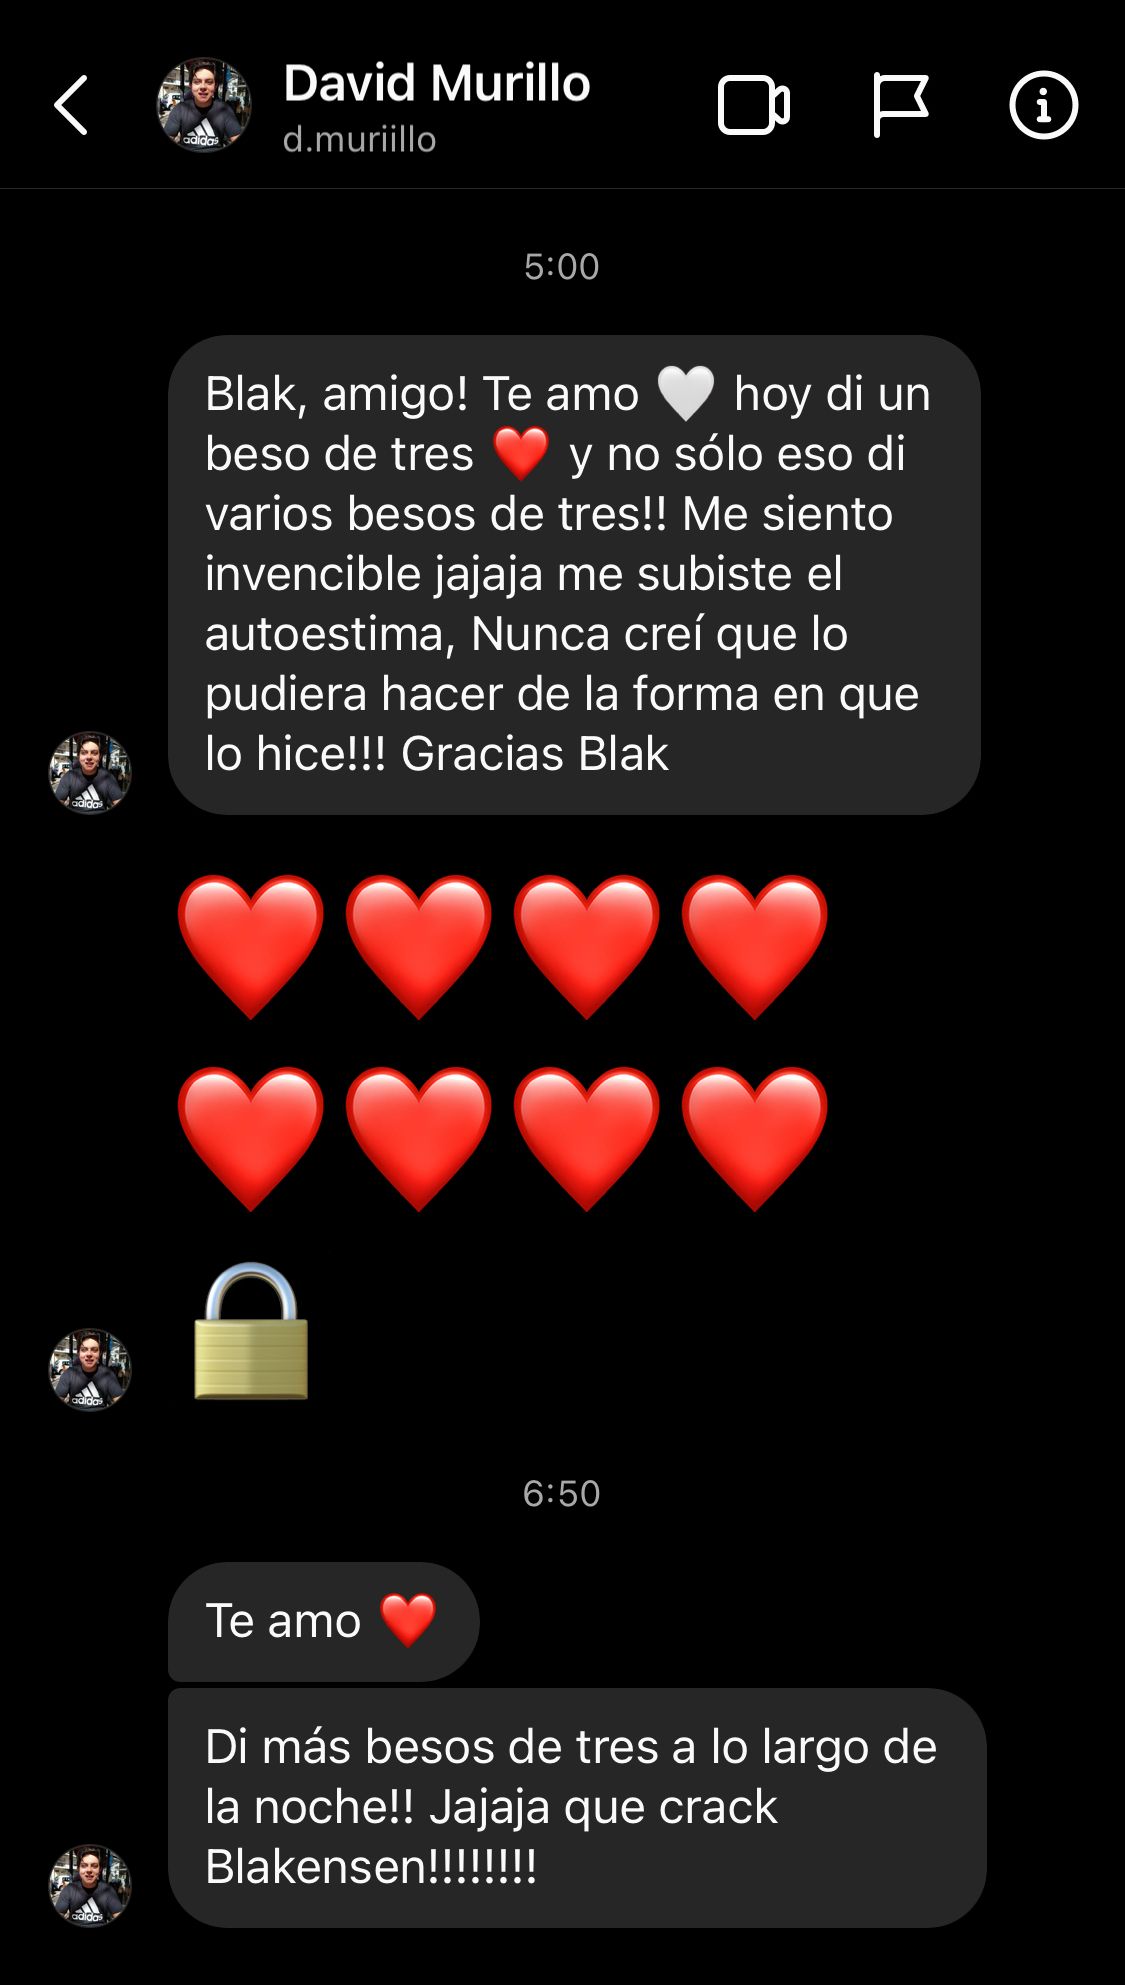 David Murillo
d.muriillo
5:00
Blak, amigo! Te amo 🤍 hoy di un
beso de tres ❤️ y no sólo eso di
varios besos de tres!! Me siento
invencible jajaja me subiste el
autoestima, Nunca creí que lo
pudiera hacer de la forma en que
lo hice!!! Gracias Blak
adidas
❤️❤️❤️❤️
❤️❤️❤️❤️
🔒
adidas
6:50
Te amo ❤️
Di más besos de tres a lo largo de
la noche!! Jajaja que crack
Blakensen!!!!!!!!
adidas